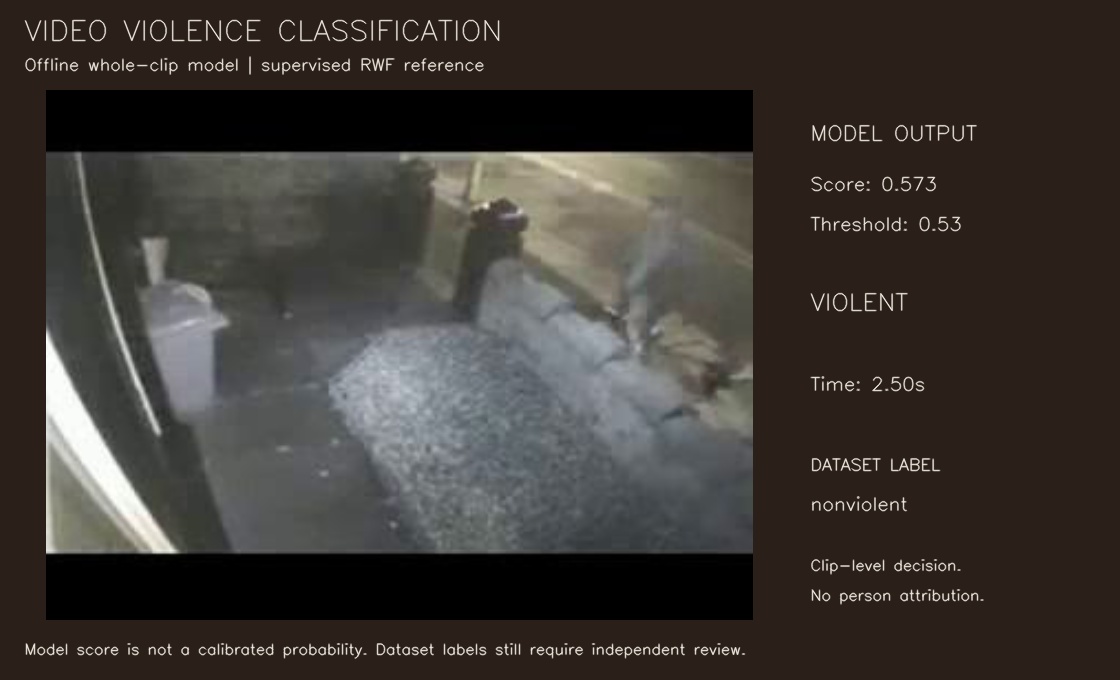 VIDEO VIOLENCE CLASSIFICATION
Offline whole-clip model | supervised RWF reference
MODEL OUTPUT
Score: 0.573
Threshold: 0.53
VIOLENT
Time: 2.50s
DATASET LABEL
nonviolent
Clip-level decision.
No person attribution.
Model score is not a calibrated probability. Dataset labels still require independent review.